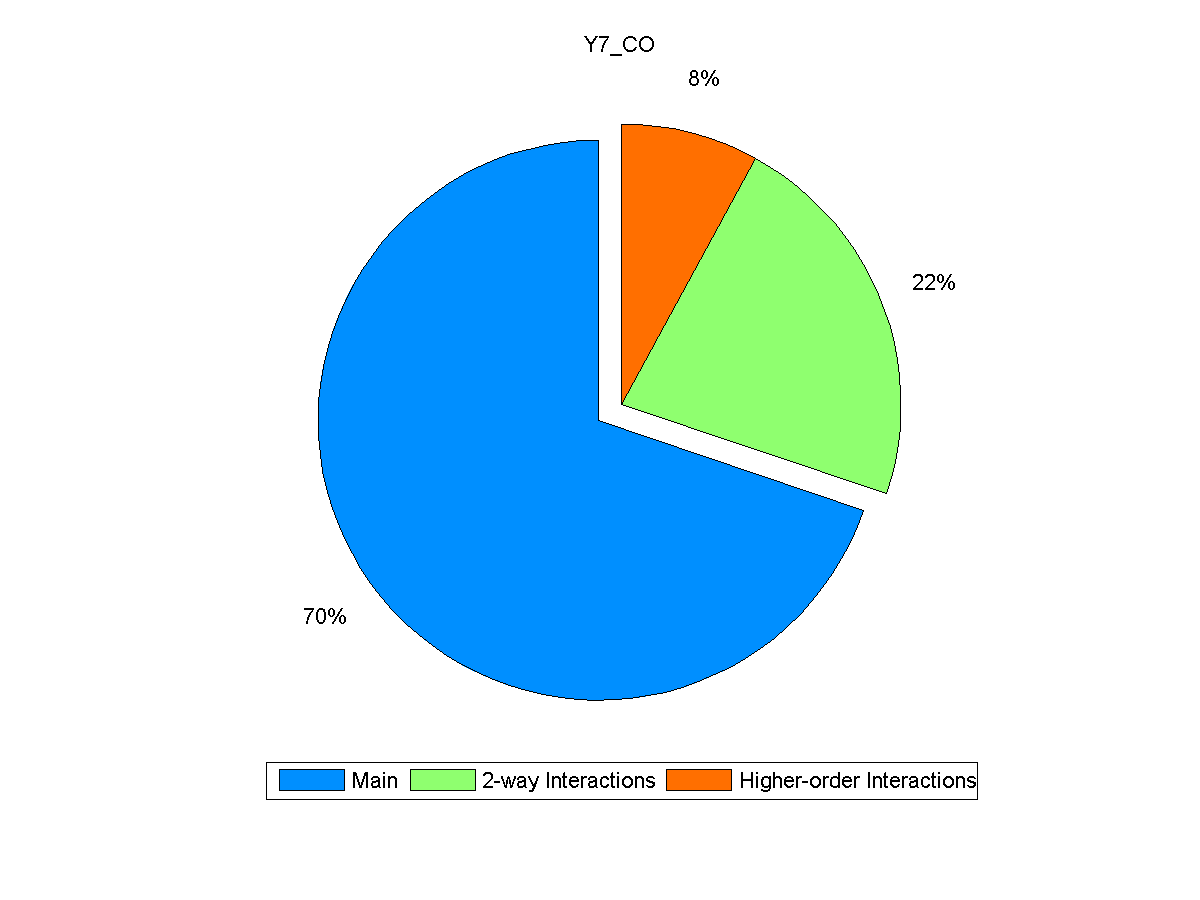 Y7_CO
8%
22%
70%
Main 2-way Interactions Higher-order Interactions